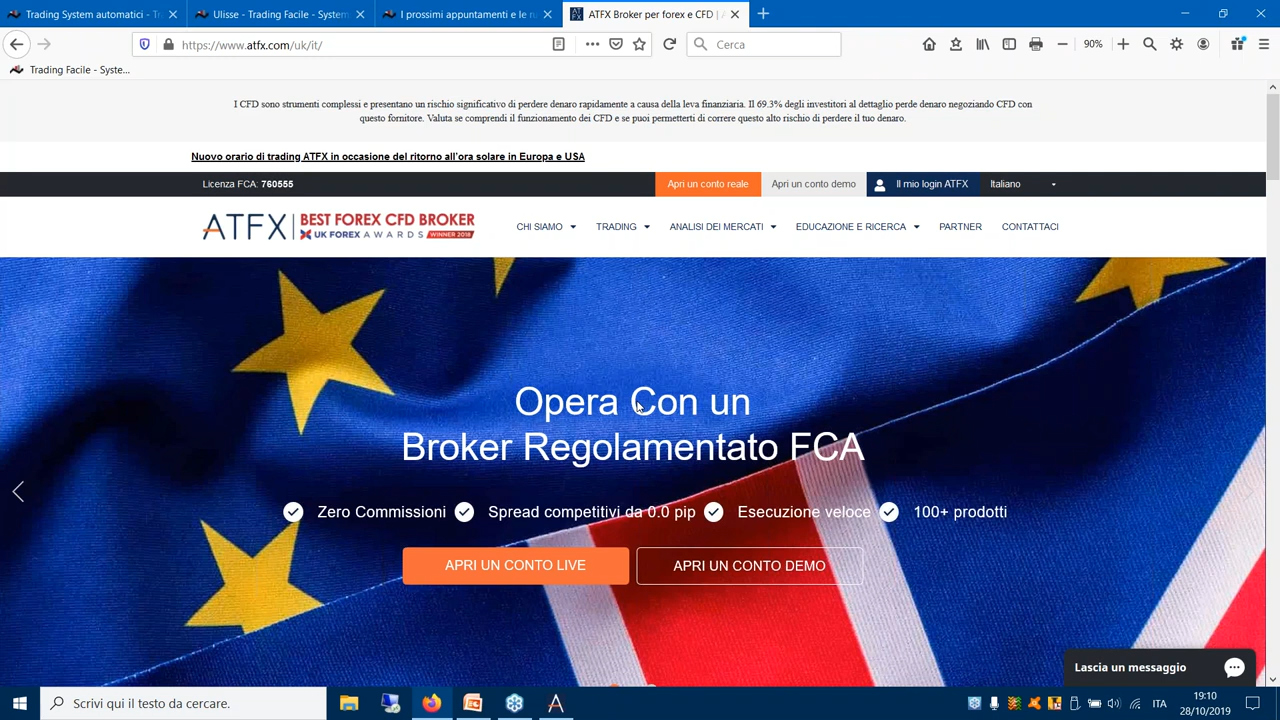 Trading System automatici - Tra
Ulisse - Trading Facile - System
I prossimi appuntamenti e le nu
ATFX Broker per forex e CFD | A
https://www.atfx.com/uk/it/
Cerca
90%
Trading Facile - Syste...
I CFD sono strumenti complessi e presentano un rischio significativo di perdere denaro rapidamente a causa della leva finanziaria. Il 69.3% degli investitori al dettaglio perde denaro negoziando CFD con
questo fornitore. Valuta se comprendi il funzionamento dei CFD e se puoi permetterti di correre questo alto rischio di perdere il tuo denaro.
Nuovo orario di trading ATFX in occasione del ritorno all'ora solare in Europa e USA
Licenza FCA: 760555
Apri un conto reale
Apri un conto demo
Il mio login ATFX
Italiano
ATFX
BEST FOREX CFD BROKER
UK FOREX AWARDS WINNER 2018
CHI SIAMO
TRADING
ANALISI DEI MERCATI
EDUCAZIONE E RICERCA
PARTNER
CONTATTACI
Opera Con un
Broker Regolamentato FCA
Zero Commissioni
Spread competitivi da 0.0 pip
Esecuzione veloce
100+ prodotti
APRI UN CONTO LIVE
APRI UN CONTO DEMO
Lascia un messaggio
Scrivi qui il testo da cercare.
ITA
19:10
28/10/2019